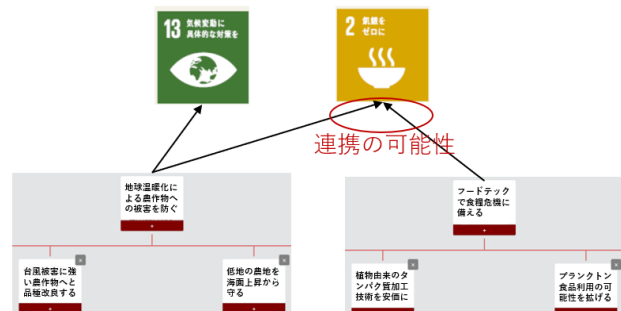 13 気候変動に
具体的な対策を
2 飢餓を
ゼロに
連携の可能性
地球温暖化に
よる農作物へ
の被害を防ぐ
+
フードテック
で食糧危機に
備える
+
台風被害に強
い農作物へと
品種改良する
+
×
低地の農地を
海面上昇から
守る
+
×
植物由来のタ
ンパク質加工
技術を安価に
+
×
プランクトン
食品利用の可
能性を拡げる
+
×